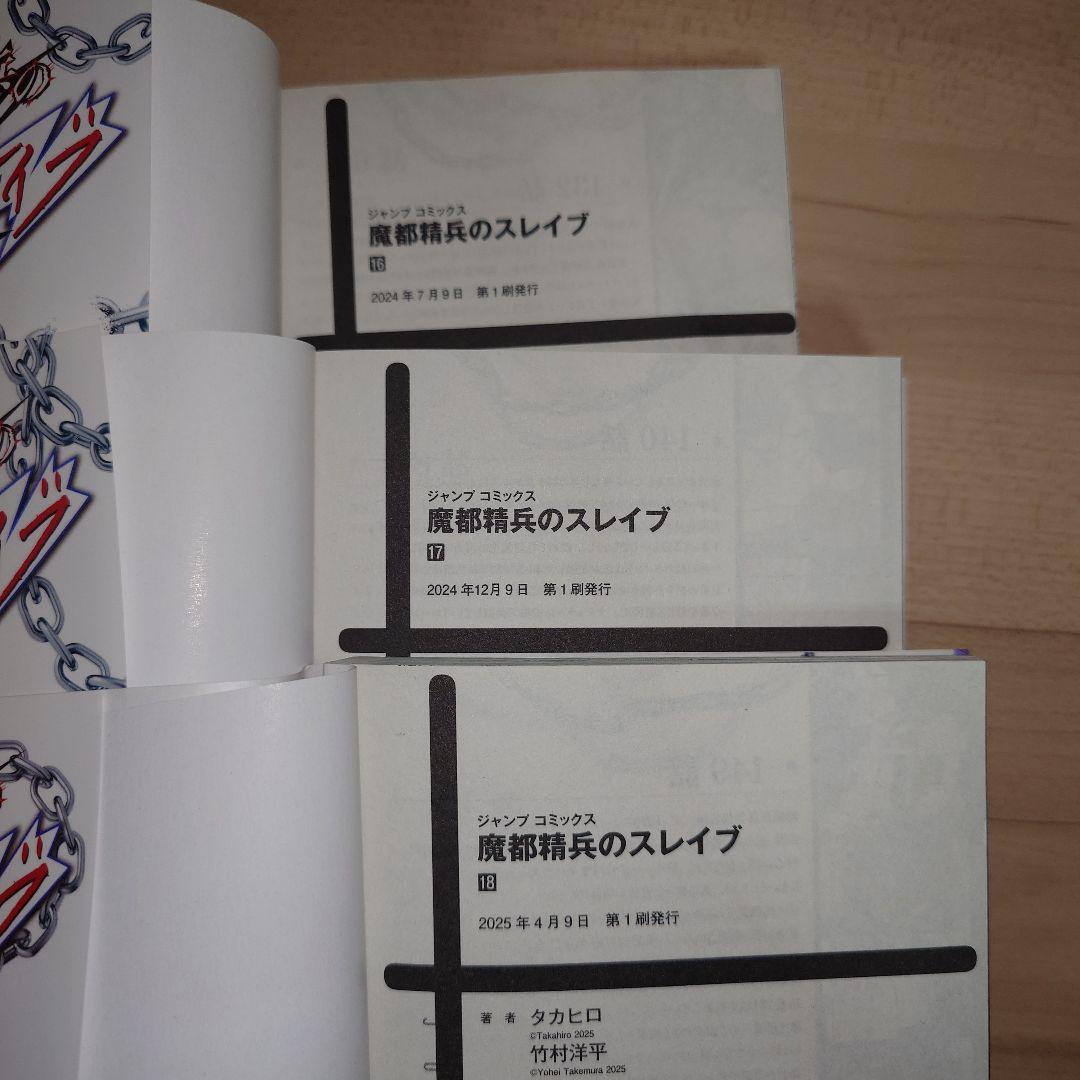 イブ
ジャンプ コミックス
魔都精兵のスレイブ
16
2024年7月9日 第1刷発行
イブ
ジャンプ コミックス
魔都精兵のスレイブ
17
2024年12月9日 第1刷発行
ブ
ジャンプ コミックス
魔都精兵のスレイブ
18
2025年4月9日 第1刷発行
著者 タカヒロ
©Takahiro 2025
竹村洋平
©Yohei Takemura 2025